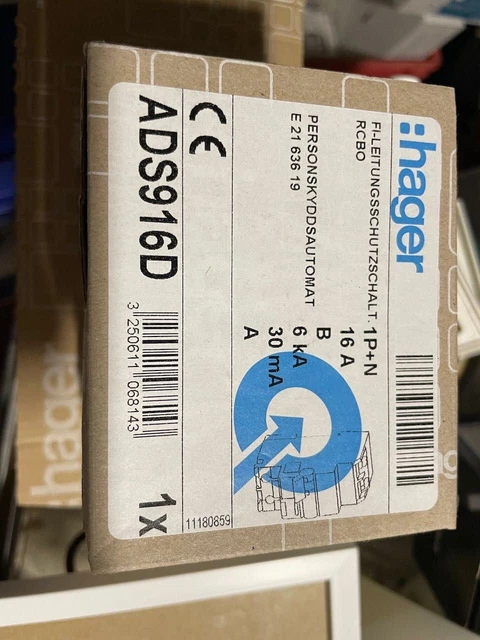 :hager
FI-LEITUNGSSCHUTZSCHALT. 1P+N
RCBO
16 A
B
PERSONSKYDDSAUTOMAT
6 kA
E 21 636 19
30 mA
A
CE
ADS916D
3 250611 068143
1x
11180859
hager